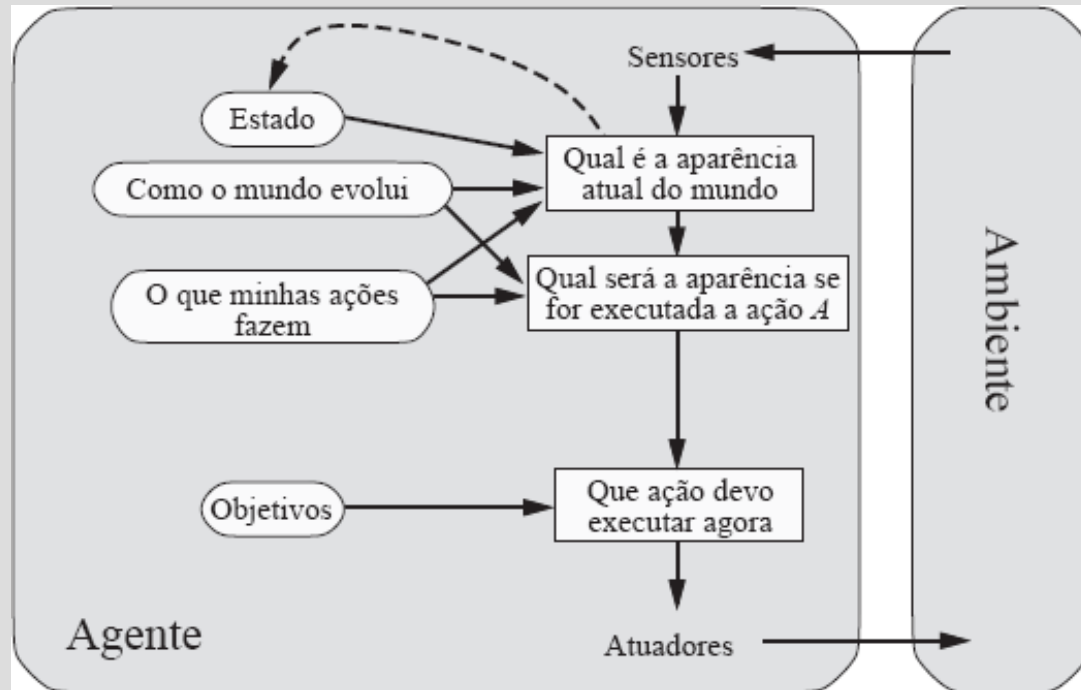 Sensores
Estado
Qual é a aparência
atual do mundo
Como o mundo evolui
Qual será a aparência se
for executada a ação A
O que minhas ações
fazem
Ambiente
Que ação devo
executar agora
Objetivos
Agente
Atuadores